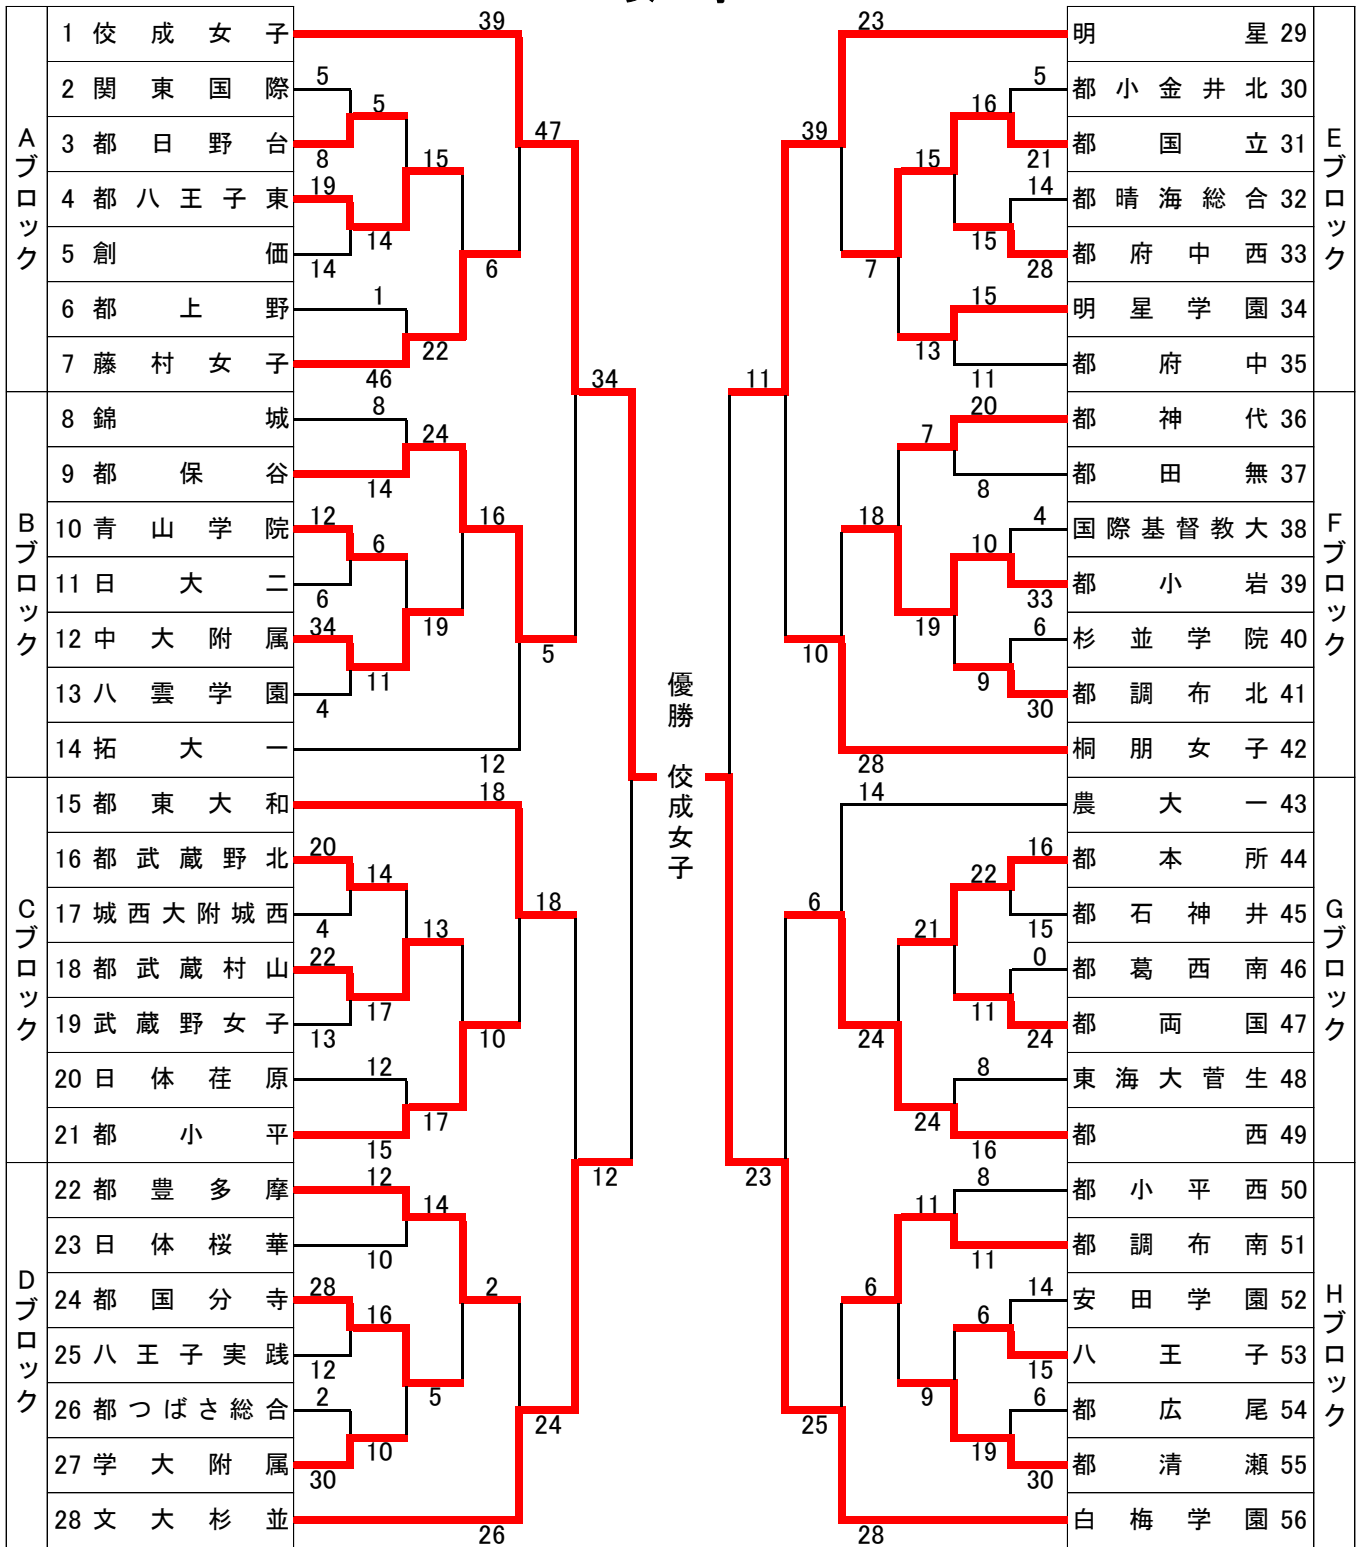 Aブロック
1 佼成女子
2 関東国際
3 都日野台
4 都八王子東
5 創価
6 都上野
7 藤村女子
Bブロック
8 錦城
9 都保谷
10 青山学院
11 日大二
12 中大附属
13 八雲学園
14 拓大一
Cブロック
15 都東大和
16 都武蔵野北
17 城西大附城西
18 都武蔵村山
19 武蔵野女子
20 日体荏原
21 都小平
Dブロック
22 都豊多摩
23 日体桜華
24 都国分寺
25 八王子実践
26 都つばさ総合
27 学大附属
28 文大杉並
39
5
5
8
47
15
19
14
14
6
1
22
46
34
8
24
14
12
16
6
6
34
19
11
5
4
12
18
20
14
4
18
13
22
17
13
10
12
17
15
12
12
14
10
28
2
16
12
5
2
24
10
30
26
優勝 佼成女子
23
5
16
39
15
21
14
15
7
28
15
13
11
11
20
7
8
18
4
10
33
19
6
10
9
30
28
14
16
22
6
15
21
0
11
24
24
8
24
16
23
8
11
11
6
14
6
15
9
6
25
19
30
28
明星 29
都小金井北 30
都国立 31
都晴海総合 32
都府中西 33
明星学園 34
都府中 35
Eブロック
都神代 36
都田無 37
国際基督教大 38
都小岩 39
杉並学院 40
都調布北 41
桐朋女子 42
Fブロック
農大一 43
都本所 44
都石神井 45
都葛西南 46
都両国 47
東海大菅生 48
都西 49
Gブロック
都小平西 50
都調布南 51
安田学園 52
八王子 53
都広尾 54
都清瀬 55
白梅学園 56
Hブロック